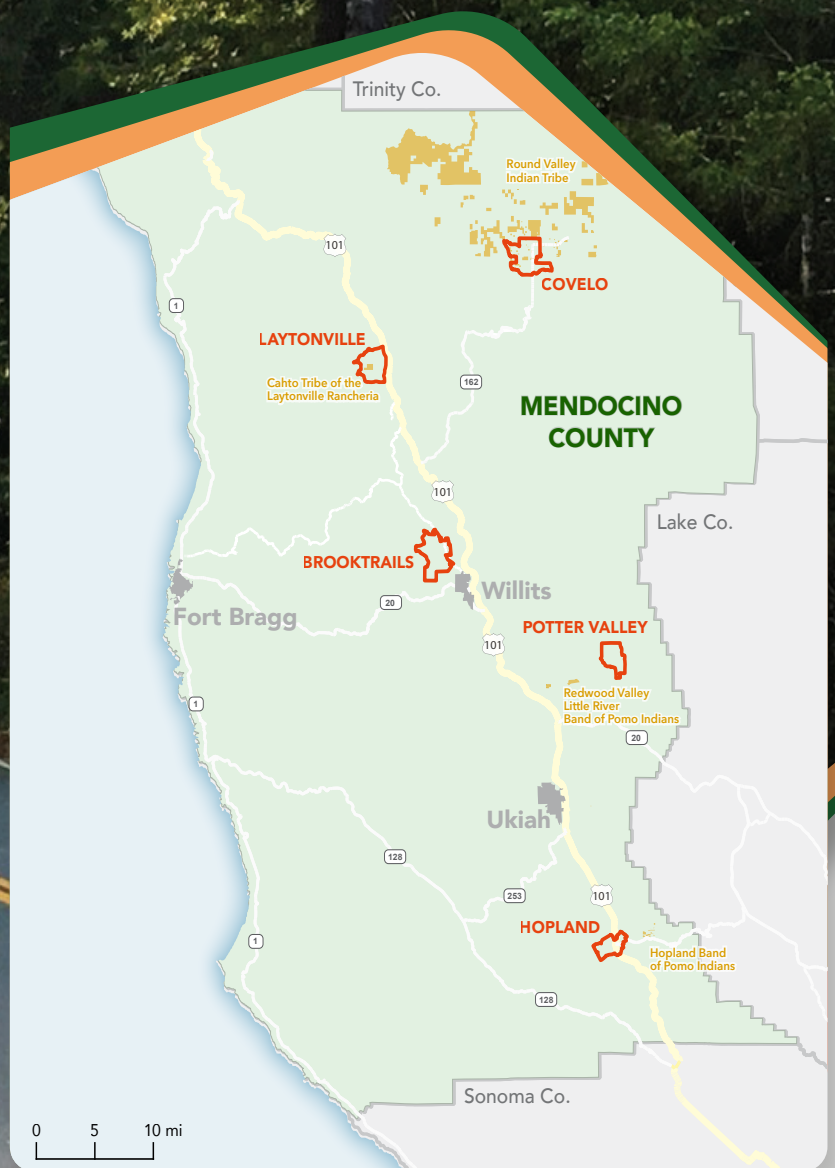 Trinity Co.
Round Valley
Indian Tribe
101
COVELO
1
LAYTONVILLE
Cahto Tribe of the
Laytonville Rancheria
162
MENDOCINO
COUNTY
101
Lake Co.
BROOKTRAILS
Willits
20
Fort Bragg
POTTER VALLEY
101
Redwood Valley
Little River
Band of Pomo Indians
1
20
Ukiah
128
253
101
HOPLAND
1
Hopland Band
of Pomo Indians
128
Sonoma Co.
0 5 10 mi